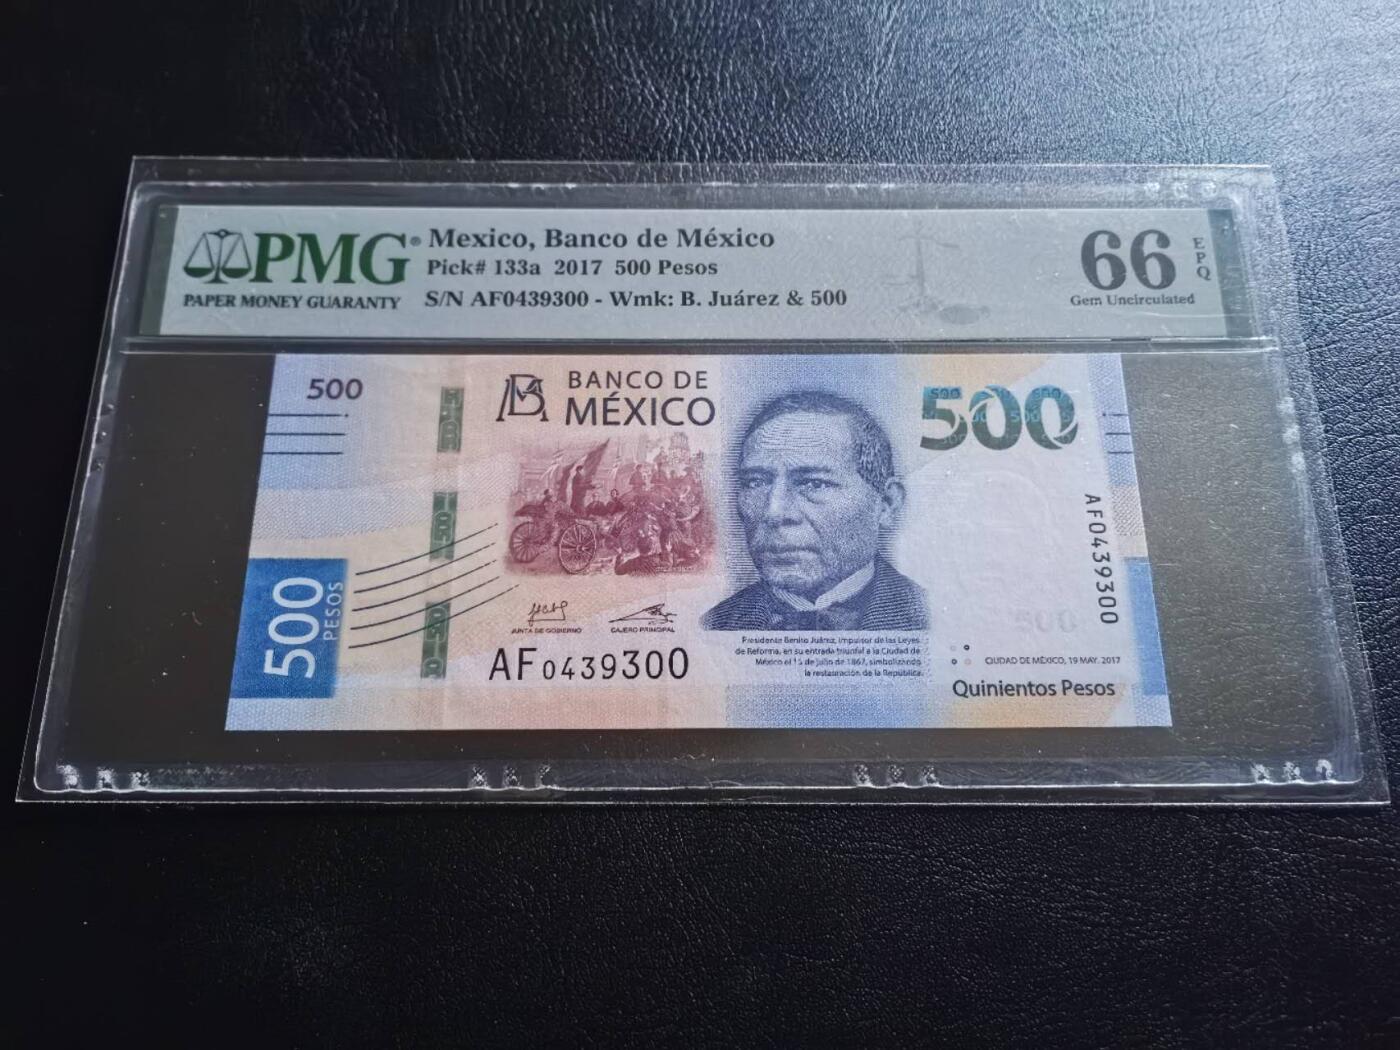 PMG®
PAPER MONEY GUARANTY
Mexico, Banco de México
Pick# 133a 2017 500 Pesos
S/N AF0439300 - Wmk: B. Juárez & 500
66
EPQ
Gem Uncirculated
500
BM
BANCO DE
MÉXICO
500
AF0439300
500
PESOS
JUNTA DE GOBIERNO
CAJERO PRINCIPAL
AF0439300
Presidente Benito Juárez, impulsor de las Leyes
de Reforma, en su entrada triunfal a la Ciudad de
México el 15 de julio de 1867, simbolizando
la restauración de la República.
500
CIUDAD DE MÉXICO, 19 MAY. 2017
Quinientos Pesos